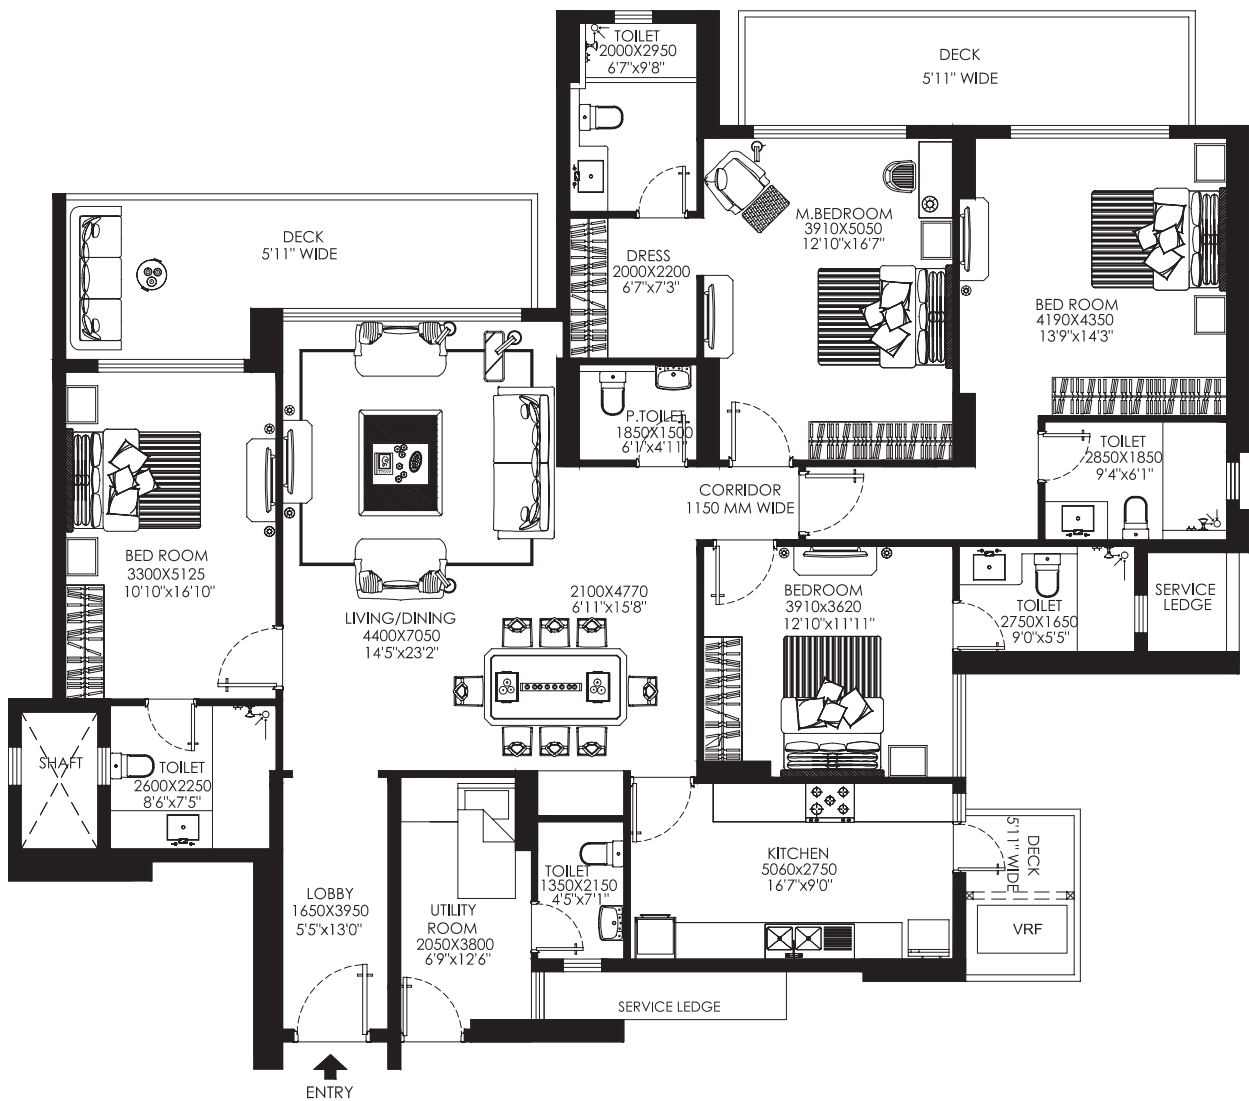 TOILET
2000X2950
6'7"x9'8"
DECK
5'11" WIDE
DECK
5'11" WIDE
DRESS
2000X2200
6'7"x7'3"
M.BEDROOM
3910X5050
12'10"x16'7"
BED ROOM
4190X4350
13'9"x14'3"
P.TOILET
1850X1500
6'1"x4'11"
TOILET
2850X1850
9'4"x6'1"
CORRIDOR
1150 MM WIDE
BED ROOM
3300X5125
10'10"x16'10"
LIVING/DINING
4400X7050
14'5"x23'2"
2100X4770
6'11"x15'8"
BEDROOM
3910x3620
12'10"x11'11"
TOILET
2750X1650
9'0"x5'5"
SERVICE
LEDGE
SHAFT
TOILET
2600X2250
8'6"x7'5"
LOBBY
1650X3950
5'5"x13'0"
UTILITY
ROOM
2050X3800
6'9"x12'6"
TOILET
1350X2150
4'5"x7'1"
KITCHEN
5060x2750
16'7"x9'0"
DECK
5'11" WIDE
VRF
SERVICE LEDGE
ENTRY